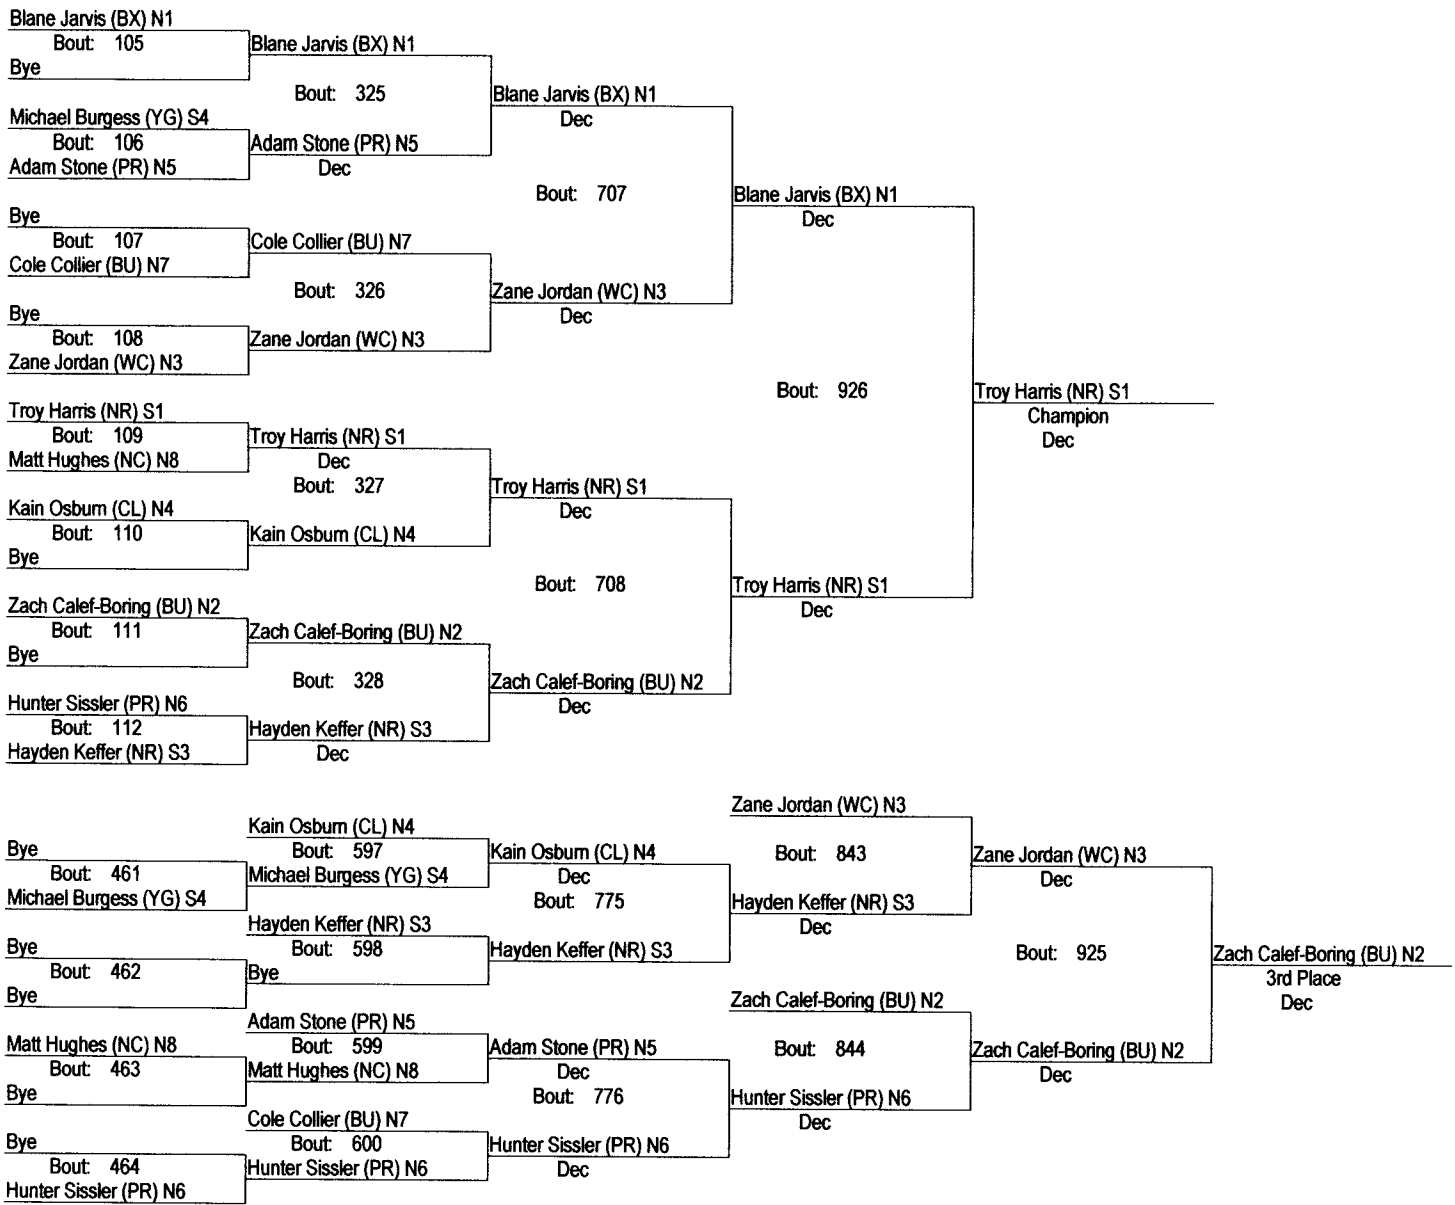 Blane Jarvis (BX) N1
Bout: 105
Bye
Blane Jarvis (BX) N1
Bout: 325
Michael Burgess (YG) S4
Bout: 106
Adam Stone (PR) N5
Adam Stone (PR) N5
Dec
Blane Jarvis (BX) N1
Dec
Bout: 707
Bye
Bout: 107
Cole Collier (BU) N7
Cole Collier (BU) N7
Bout: 326
Bye
Bout: 108
Zane Jordan (WC) N3
Zane Jordan (WC) N3
Zane Jordan (WC) N3
Dec
Blane Jarvis (BX) N1
Dec
Bout: 926
Troy Harris (NR) S1
Bout: 109
Matt Hughes (NC) N8
Troy Harris (NR) S1
Dec
Bout: 327
Kain Osburn (CL) N4
Bout: 110
Bye
Kain Osburn (CL) N4
Troy Harris (NR) S1
Dec
Bout: 708
Zach Calef-Boring (BU) N2
Bout: 111
Bye
Zach Calef-Boring (BU) N2
Bout: 328
Hunter Sissler (PR) N6
Bout: 112
Hayden Keffer (NR) S3
Hayden Keffer (NR) S3
Dec
Zach Calef-Boring (BU) N2
Dec
Troy Harris (NR) S1
Dec
Troy Harris (NR) S1
Champion
Dec
Bye
Bout: 461
Michael Burgess (YG) S4
Kain Osburn (CL) N4
Bout: 597
Michael Burgess (YG) S4
Kain Osburn (CL) N4
Dec
Bout: 775
Bye
Bout: 462
Bye
Hayden Keffer (NR) S3
Bout: 598
Bye
Hayden Keffer (NR) S3
Zane Jordan (WC) N3
Bout: 843
Hayden Keffer (NR) S3
Dec
Zane Jordan (WC) N3
Dec
Bout: 925
Matt Hughes (NC) N8
Bout: 463
Bye
Adam Stone (PR) N5
Bout: 599
Matt Hughes (NC) N8
Adam Stone (PR) N5
Dec
Bout: 776
Bye
Bout: 464
Hunter Sissler (PR) N6
Cole Collier (BU) N7
Bout: 600
Hunter Sissler (PR) N6
Hunter Sissler (PR) N6
Dec
Zach Calef-Boring (BU) N2
Bout: 844
Hunter Sissler (PR) N6
Dec
Zach Calef-Boring (BU) N2
Dec
Zach Calef-Boring (BU) N2
3rd Place
Dec